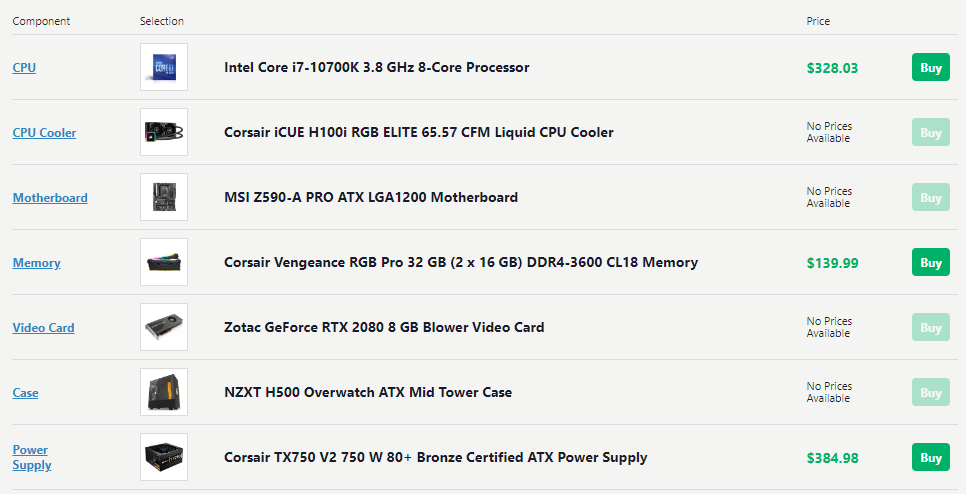 Component Selection Price
CPU Intel Core i7-10700K 3.8 GHz 8-Core Processor $328.03 Buy
CPU Cooler Corsair iCUE H100i RGB ELITE 65.57 CFM Liquid CPU Cooler No Prices Available Buy
Motherboard MSI Z590-A PRO ATX LGA1200 Motherboard No Prices Available Buy
Memory Corsair Vengeance RGB Pro 32 GB (2 x 16 GB) DDR4-3600 CL18 Memory $139.99 Buy
Video Card Zotac GeForce RTX 2080 8 GB Blower Video Card No Prices Available Buy
Case NZXT H500 Overwatch ATX Mid Tower Case No Prices Available Buy
Power Supply Corsair TX750 V2 750 W 80+ Bronze Certified ATX Power Supply $384.98 Buy